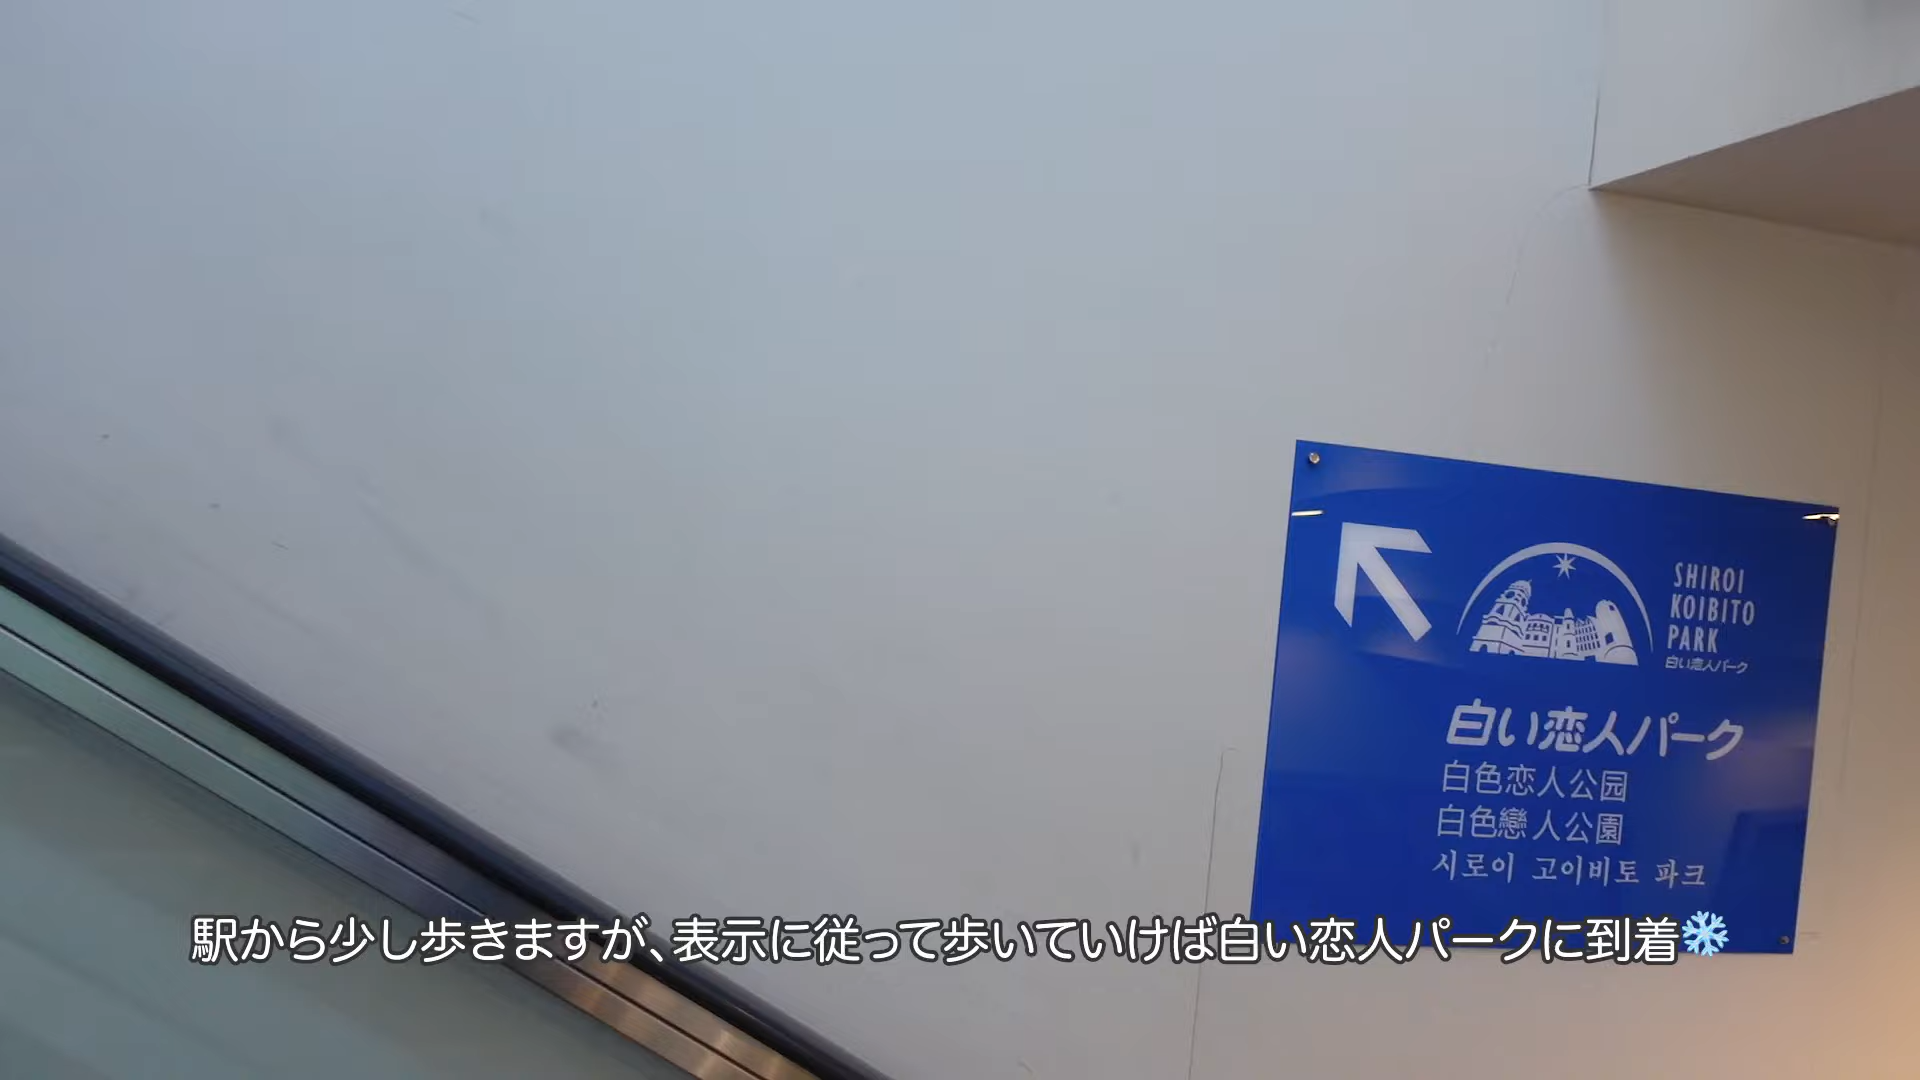 SHIROI
KOIBITO
PARK
白い恋人パーク
白い恋人パーク
白色恋人公园
白色戀人公園
시로이 고이비토 파크
駅から少し歩きますが、表示に従って歩いていけば白い恋人パークに到着❄